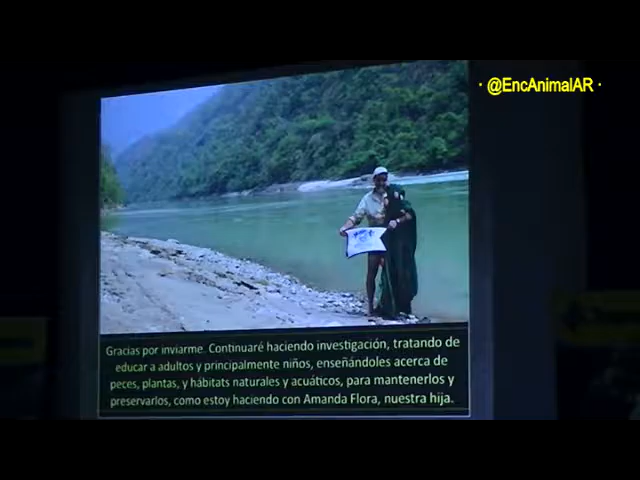 · @EncAnimalAR ·
Gracias por inviarme. Continuaré haciendo investigación, tratando de
educar a adultos y principalmente niños, enseñándoles acerca de
peces, plantas, y hábitats naturales y acuáticos, para mantenerlos y
preservarlos, como estoy haciendo con Amanda Flora, nuestra hija.